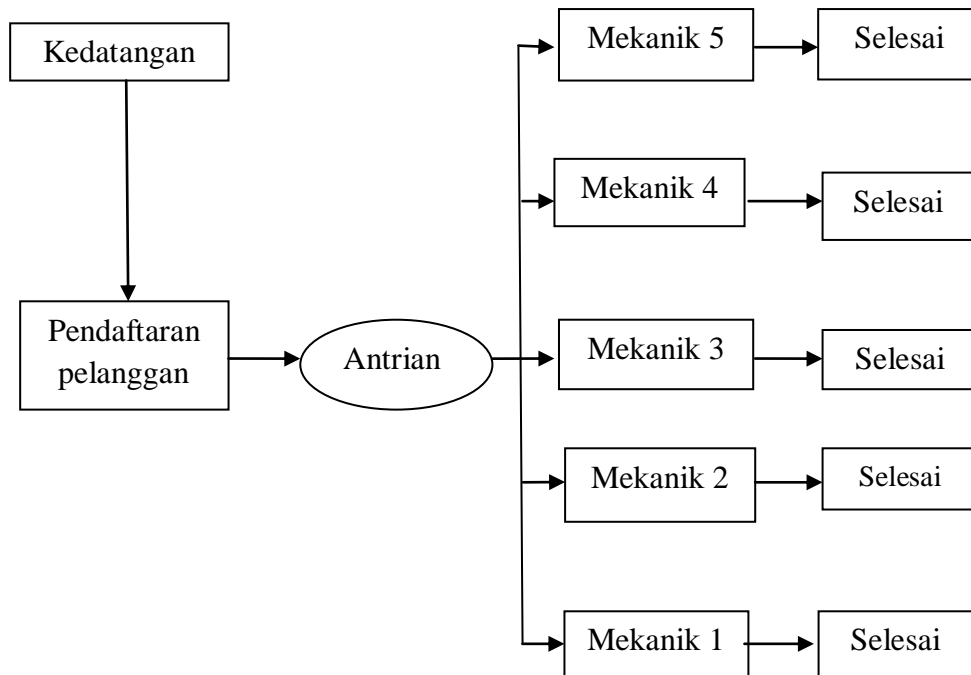 Kedatangan
Pendaftaran
pelanggan
Antrian
Mekanik 5
Selesai
Mekanik 4
Selesai
Mekanik 3
Selesai
Mekanik 2
Selesai
Mekanik 1
Selesai